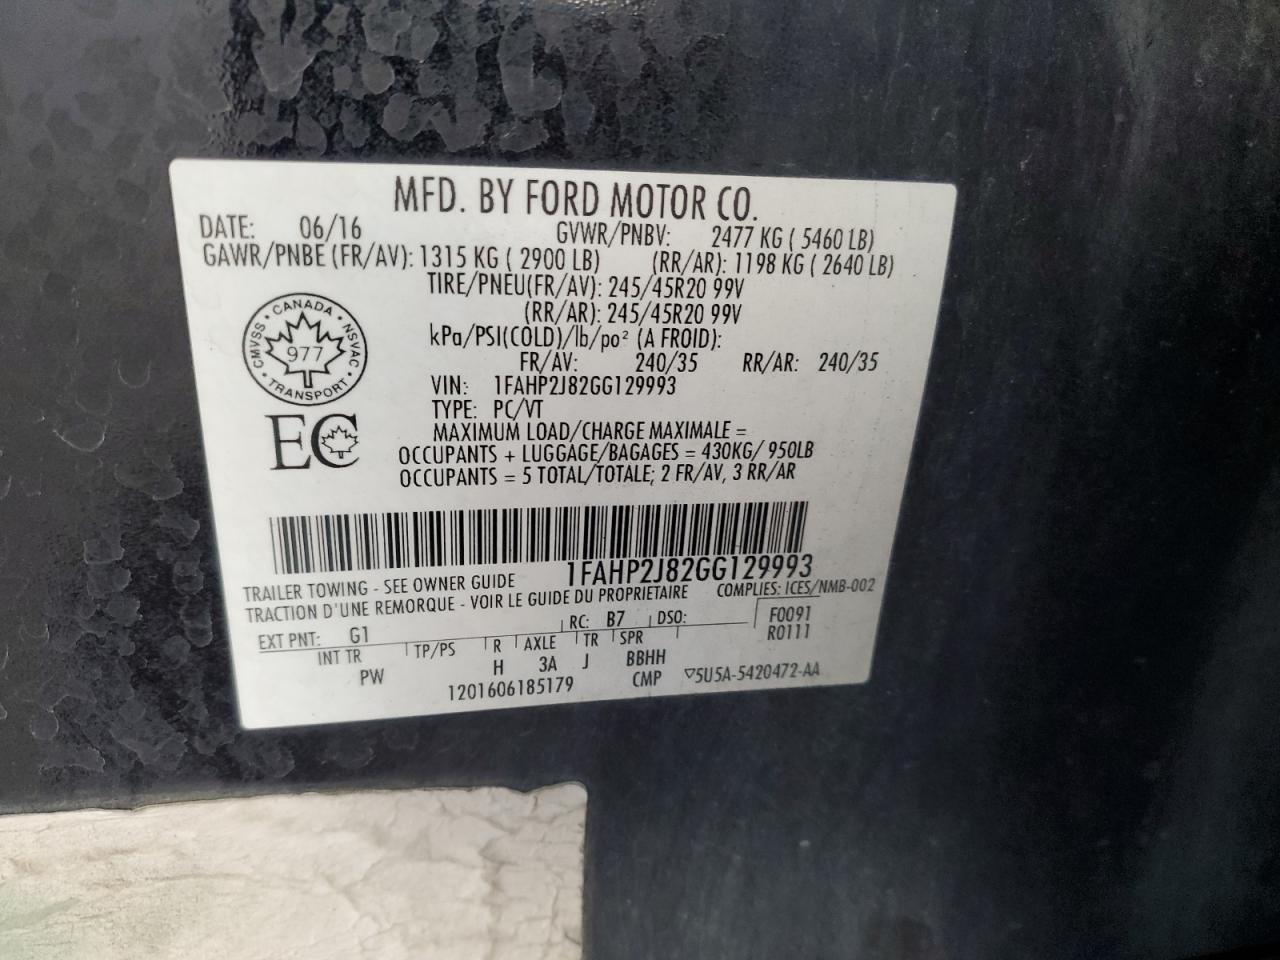 MFD. BY FORD MOTOR CO.
DATE: 06/16 GVWR/PNBV: 2477 KG ( 5460 LB)
GAWR/PNBE (FR/AV): 1315 KG ( 2900 LB) (RR/AR): 1198 KG ( 2640 LB)
TIRE/PNEU(FR/AV): 245/45R20 99V
(RR/AR): 245/45R20 99V
kPa/PSI(COLD)/lb/po² (A FROID):
FR/AV: 240/35 RR/AR: 240/35
CANADA
CMVSS 977 NSVAC
TRANSPORT
VIN: 1FAHP2J82GG129993
TYPE: PC/VT
EC
MAXIMUM LOAD/CHARGE MAXIMALE =
OCCUPANTS + LUGGAGE/BAGAGES = 430KG/ 950LB
OCCUPANTS = 5 TOTAL/TOTALE; 2 FR/AV, 3 RR/AR
1FAHP2J82GG129993
TRAILER TOWING - SEE OWNER GUIDE COMPLIES: ICES/NMB-002
TRACTION D'UNE REMORQUE - VOIR LE GUIDE DU PROPRIETAIRE
EXT PNT: G1 RC: B7 DSO: F0091
INT TR TP/PS R AXLE TR SPR R0111
PW H 3A J BBHH
1201606185179 CMP ▽5U5A-5420472-AA